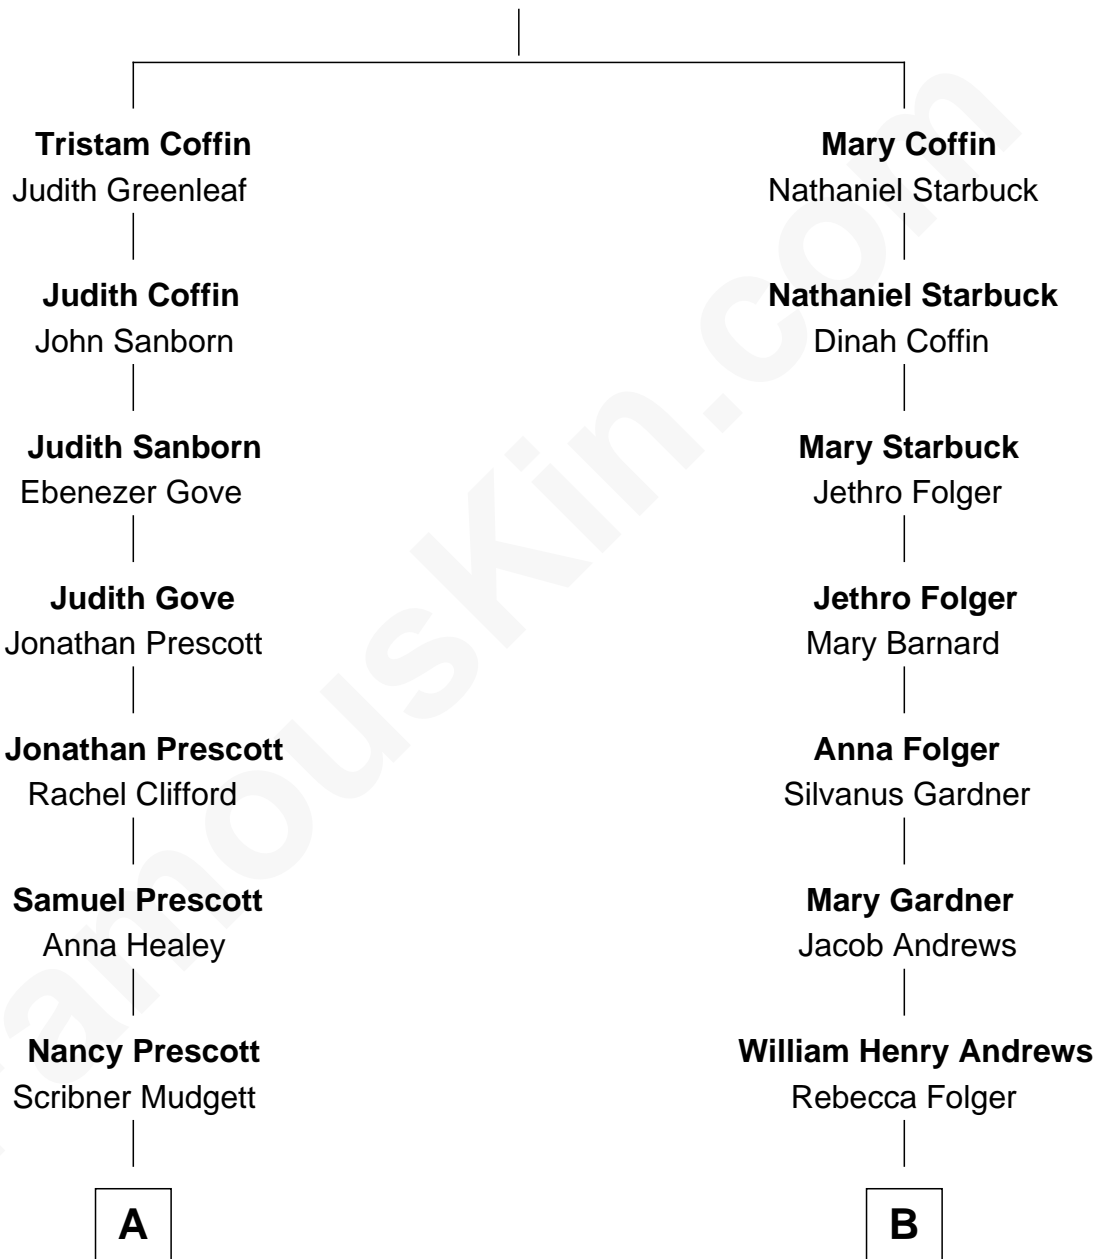 Tristam Coffin
Judith Greenleaf
Judith Coffin
John Sanborn
Judith Sanborn
Ebenezer Gove
Judith Gove
Jonathan Prescott
Jonathan Prescott
Rachel Clifford
Samuel Prescott
Anna Healey
Nancy Prescott
Scribner Mudgett
A
Mary Coffin
Nathaniel Starbuck
Nathaniel Starbuck
Dinah Coffin
Mary Starbuck
Jethro Folger
Jethro Folger
Mary Barnard
Anna Folger
Silvanus Gardner
Mary Gardner
Jacob Andrews
William Henry Andrews
Rebecca Folger
B
FamousKin.com